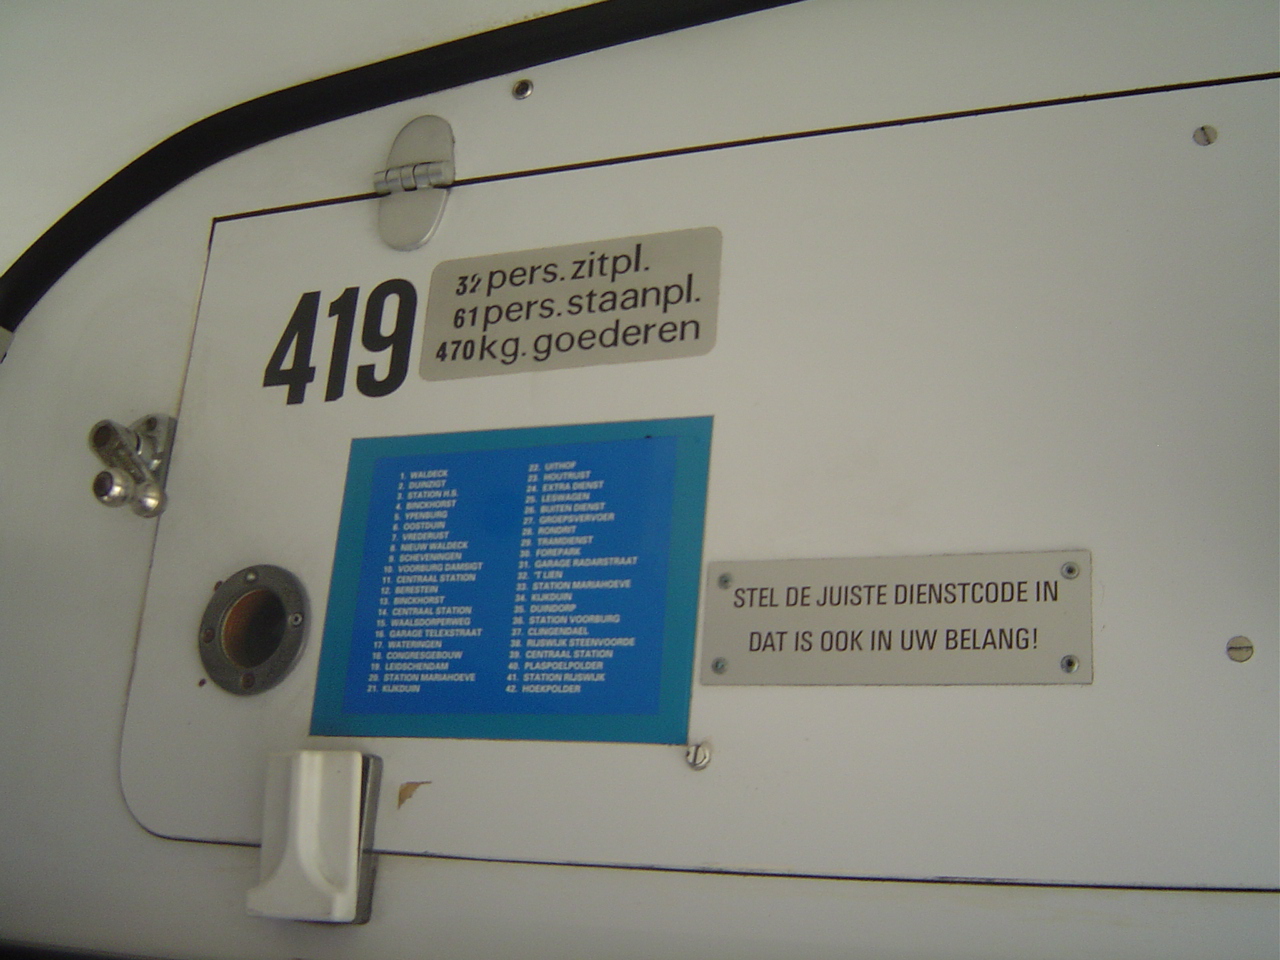 419
32 pers. zitpl.
61 pers. staanpl.
470 kg. goederen
1. WALDECK
2. DUINZIGT
3. STATION H.S.
4. BINCKHORST
5. YPENBURG
6. OOSTDUIN
7. VREDERUST
8. NIEUW WALDECK
9. SCHEVENINGEN
10. VOORBURG DAMSIGT
11. CENTRAAL STATION
12. BERESTEIN
13. BINCKHORST
14. CENTRAAL STATION
15. WAALSDORPERWEG
16. GARAGE TELEXSTRAAT
17. WATERINGEN
18. CONGRESGEBOUW
19. LEIDSCHENDAM
20. STATION MARIAHOEVE
21. KIJKDUIN
22. UITHOF
23. HOUTRUST
24. EXTRA DIENST
25. LESWAGEN
26. BUITEN DIENST
27. GROEPSVERVOER
28. RONDRIT
29. TRAMDIENST
30. FOREPARK
31. GARAGE RADARSTRAAT
32. 'T LIEN
33. STATION MARIAHOEVE
34. KIJKDUIN
35. DUINDORP
36. STATION VOORBURG
37. CLINGENDAEL
38. RIJSWIJK STEENVOORDE
39. CENTRAAL STATION
40. PLASPOELPOLDER
41. STATION RIJSWIJK
42. HOEKPOLDER
STEL DE JUISTE DIENSTCODE IN
DAT IS OOK IN UW BELANG!